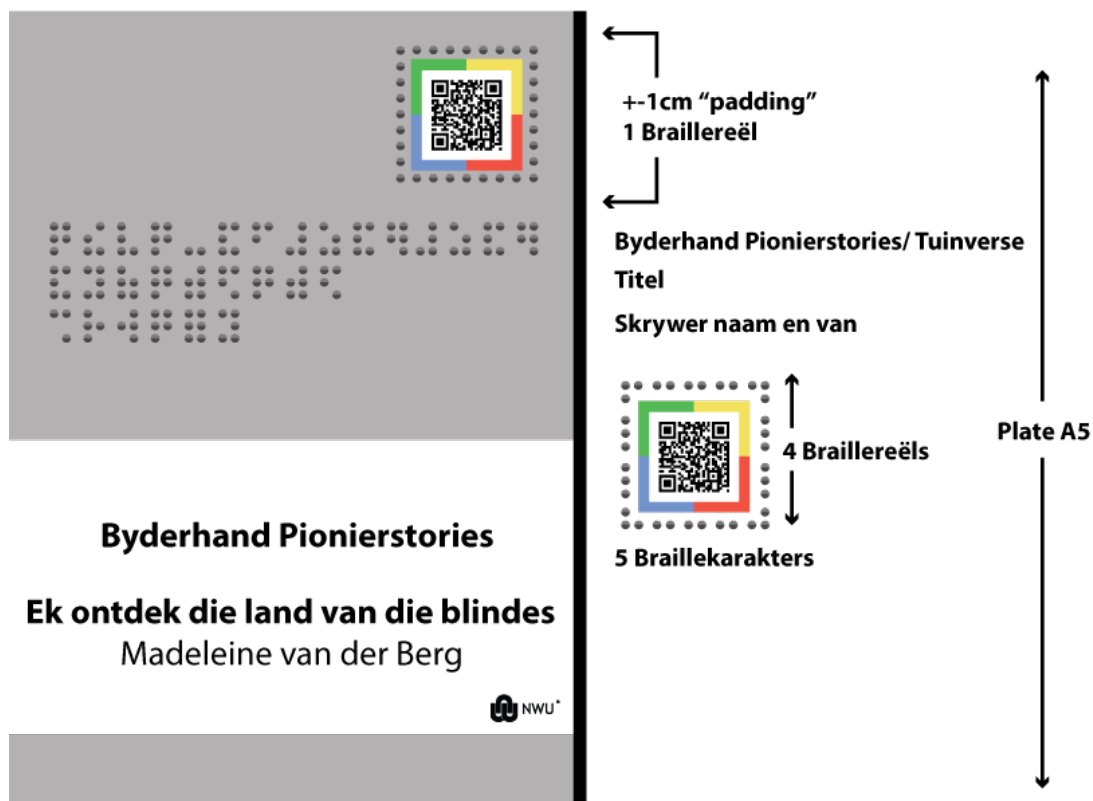 Byderhand Pionierstories
Ek ontdek die land van die blindes
Madeleine van der Berg
NWU
+-1cm “padding”
1 Braillereël
Byderhand Pionierstories/ Tuinverse
Titel
Skrywer naam en van
4 Braillereëls
5 Braillekarakters
Plate A5